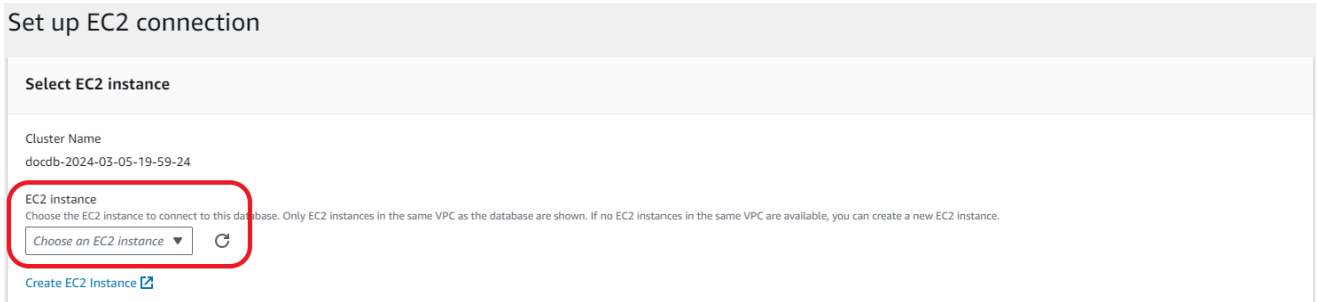 Set up EC2 connection
Select EC2 instance
Cluster Name
docdb-2024-03-05-19-59-24
EC2 instance
Choose the EC2 instance to connect to this database. Only EC2 instances in the same VPC as the database are shown. If no EC2 instances in the same VPC are available, you can create a new EC2 instance.
Choose an EC2 instance
Create EC2 Instance